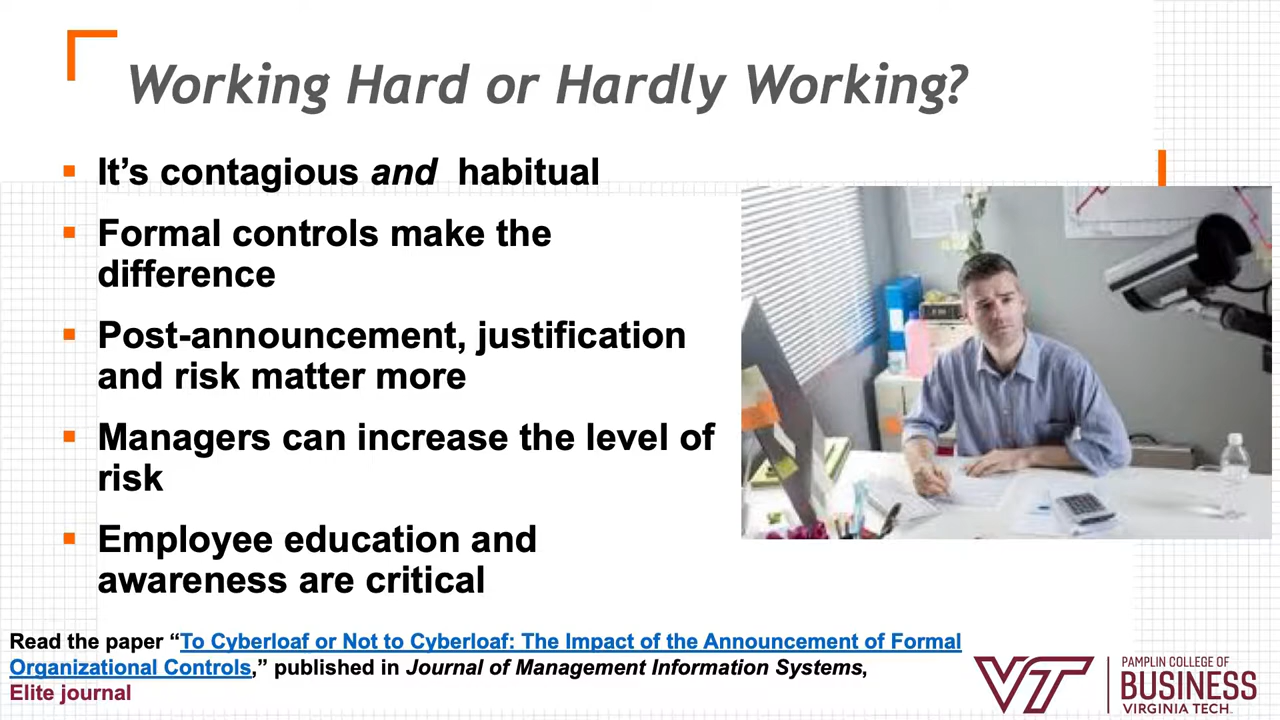 Working Hard or Hardly Working?
It’s contagious and habitual
Formal controls make the
difference
Post-announcement, justification
and risk matter more
Managers can increase the level of
risk
Employee education and
awareness are critical
Read the paper “To Cyberloaf or Not to Cyberloaf: The Impact of the Announcement of Formal
Organizational Controls,” published in Journal of Management Information Systems,
Elite journal
VT
PAMPLIN COLLEGE OF
BUSINESS
VIRGINIA TECH.